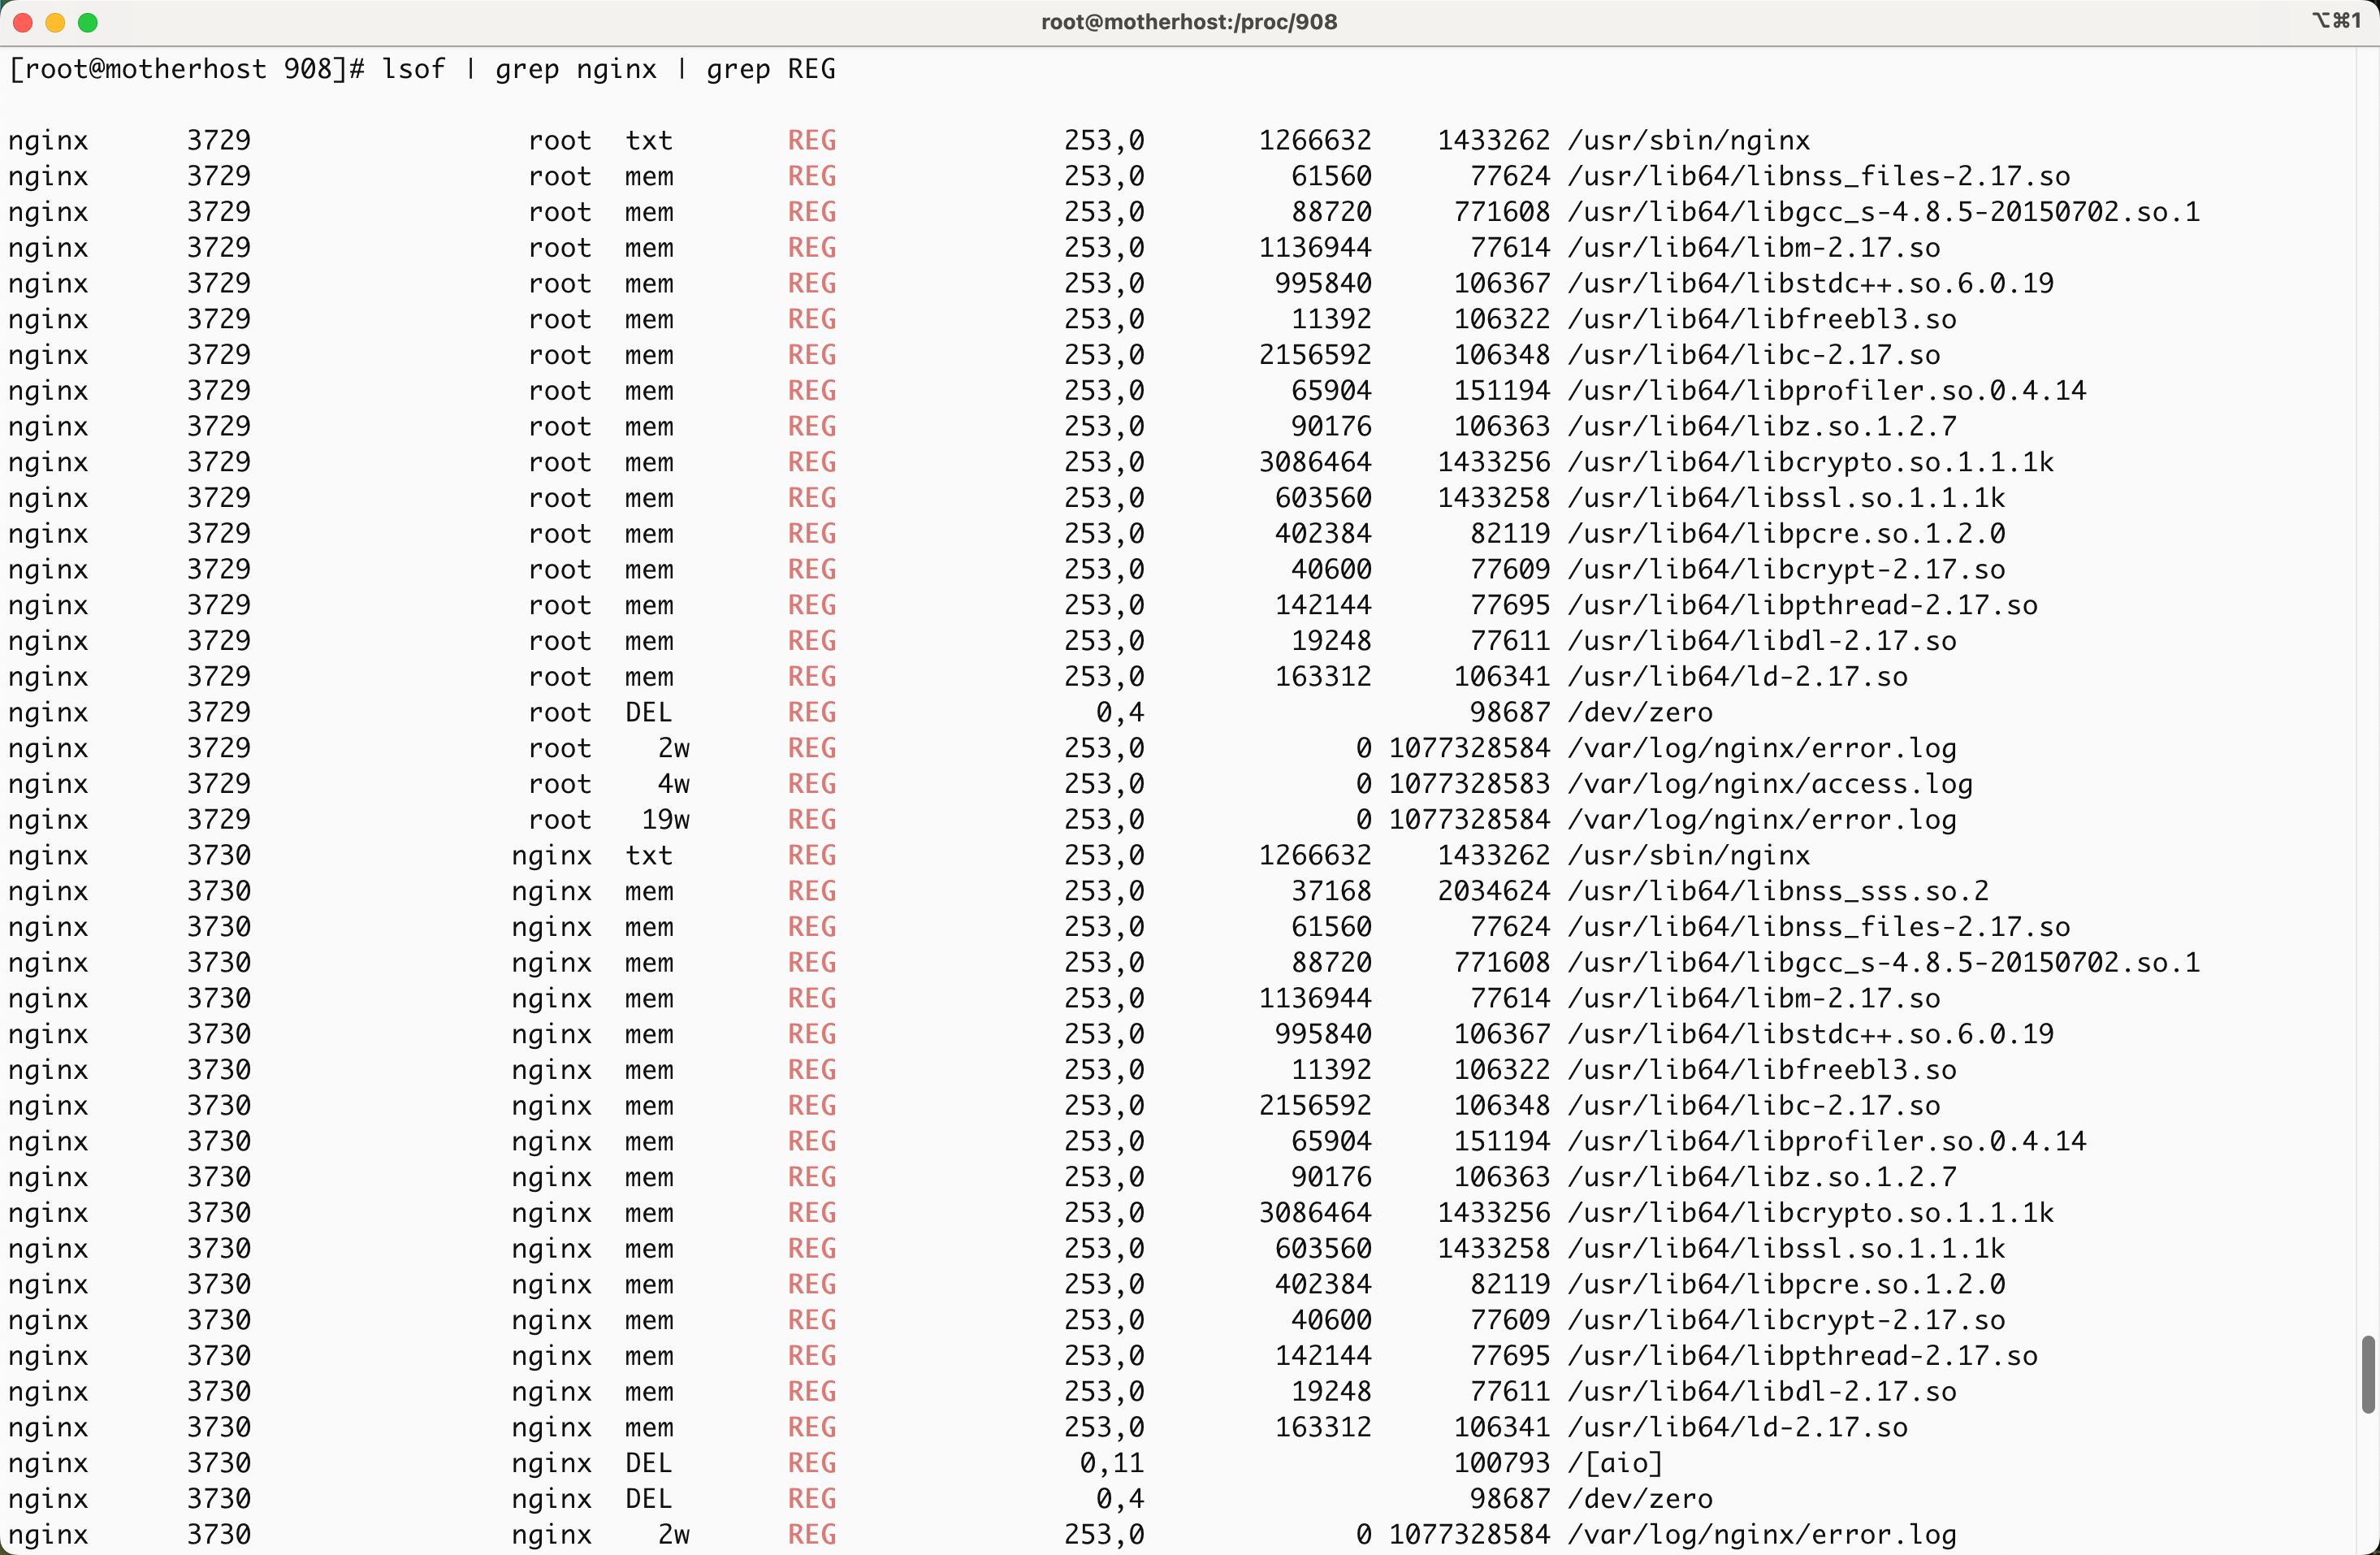 root@motherhost:/proc/908 ⌥⌘1
[root@motherhost 908]# lsof | grep nginx | grep REG
nginx 3729 root txt REG 253,0 1266632 1433262 /usr/sbin/nginx
nginx 3729 root mem REG 253,0 61560 77624 /usr/lib64/libnss_files-2.17.so
nginx 3729 root mem REG 253,0 88720 771608 /usr/lib64/libgcc_s-4.8.5-20150702.so.1
nginx 3729 root mem REG 253,0 1136944 77614 /usr/lib64/libm-2.17.so
nginx 3729 root mem REG 253,0 995840 106367 /usr/lib64/libstdc++.so.6.0.19
nginx 3729 root mem REG 253,0 11392 106322 /usr/lib64/libfreebl3.so
nginx 3729 root mem REG 253,0 2156592 106348 /usr/lib64/libc-2.17.so
nginx 3729 root mem REG 253,0 65904 151194 /usr/lib64/libprofiler.so.0.4.14
nginx 3729 root mem REG 253,0 90176 106363 /usr/lib64/libz.so.1.2.7
nginx 3729 root mem REG 253,0 3086464 1433256 /usr/lib64/libcrypto.so.1.1.1k
nginx 3729 root mem REG 253,0 603560 1433258 /usr/lib64/libssl.so.1.1.1k
nginx 3729 root mem REG 253,0 402384 82119 /usr/lib64/libpcre.so.1.2.0
nginx 3729 root mem REG 253,0 40600 77609 /usr/lib64/libcrypt-2.17.so
nginx 3729 root mem REG 253,0 142144 77695 /usr/lib64/libpthread-2.17.so
nginx 3729 root mem REG 253,0 19248 77611 /usr/lib64/libdl-2.17.so
nginx 3729 root mem REG 253,0 163312 106341 /usr/lib64/ld-2.17.so
nginx 3729 root DEL REG 0,4 98687 /dev/zero
nginx 3729 root 2w REG 253,0 0 1077328584 /var/log/nginx/error.log
nginx 3729 root 4w REG 253,0 0 1077328583 /var/log/nginx/access.log
nginx 3729 root 19w REG 253,0 0 1077328584 /var/log/nginx/error.log
nginx 3730 nginx txt REG 253,0 1266632 1433262 /usr/sbin/nginx
nginx 3730 nginx mem REG 253,0 37168 2034624 /usr/lib64/libnss_sss.so.2
nginx 3730 nginx mem REG 253,0 61560 77624 /usr/lib64/libnss_files-2.17.so
nginx 3730 nginx mem REG 253,0 88720 771608 /usr/lib64/libgcc_s-4.8.5-20150702.so.1
nginx 3730 nginx mem REG 253,0 1136944 77614 /usr/lib64/libm-2.17.so
nginx 3730 nginx mem REG 253,0 995840 106367 /usr/lib64/libstdc++.so.6.0.19
nginx 3730 nginx mem REG 253,0 11392 106322 /usr/lib64/libfreebl3.so
nginx 3730 nginx mem REG 253,0 2156592 106348 /usr/lib64/libc-2.17.so
nginx 3730 nginx mem REG 253,0 65904 151194 /usr/lib64/libprofiler.so.0.4.14
nginx 3730 nginx mem REG 253,0 90176 106363 /usr/lib64/libz.so.1.2.7
nginx 3730 nginx mem REG 253,0 3086464 1433256 /usr/lib64/libcrypto.so.1.1.1k
nginx 3730 nginx mem REG 253,0 603560 1433258 /usr/lib64/libssl.so.1.1.1k
nginx 3730 nginx mem REG 253,0 402384 82119 /usr/lib64/libpcre.so.1.2.0
nginx 3730 nginx mem REG 253,0 40600 77609 /usr/lib64/libcrypt-2.17.so
nginx 3730 nginx mem REG 253,0 142144 77695 /usr/lib64/libpthread-2.17.so
nginx 3730 nginx mem REG 253,0 19248 77611 /usr/lib64/libdl-2.17.so
nginx 3730 nginx mem REG 253,0 163312 106341 /usr/lib64/ld-2.17.so
nginx 3730 nginx DEL REG 0,11 100793 /[aio]
nginx 3730 nginx DEL REG 0,4 98687 /dev/zero
nginx 3730 nginx 2w REG 253,0 0 1077328584 /var/log/nginx/error.log